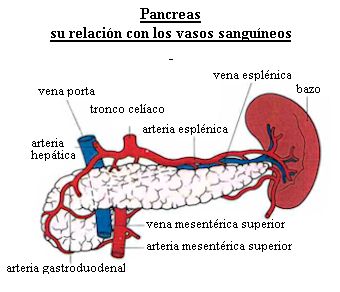 Pancreas
su relación con los vasos sanguíneos
vena esplénica
vena porta
bazo
tronco celíaco
arteria esplénica
arteria
hepática
vena mesentérica superior
arteria mesentérica superior
arteria gastroduodenal